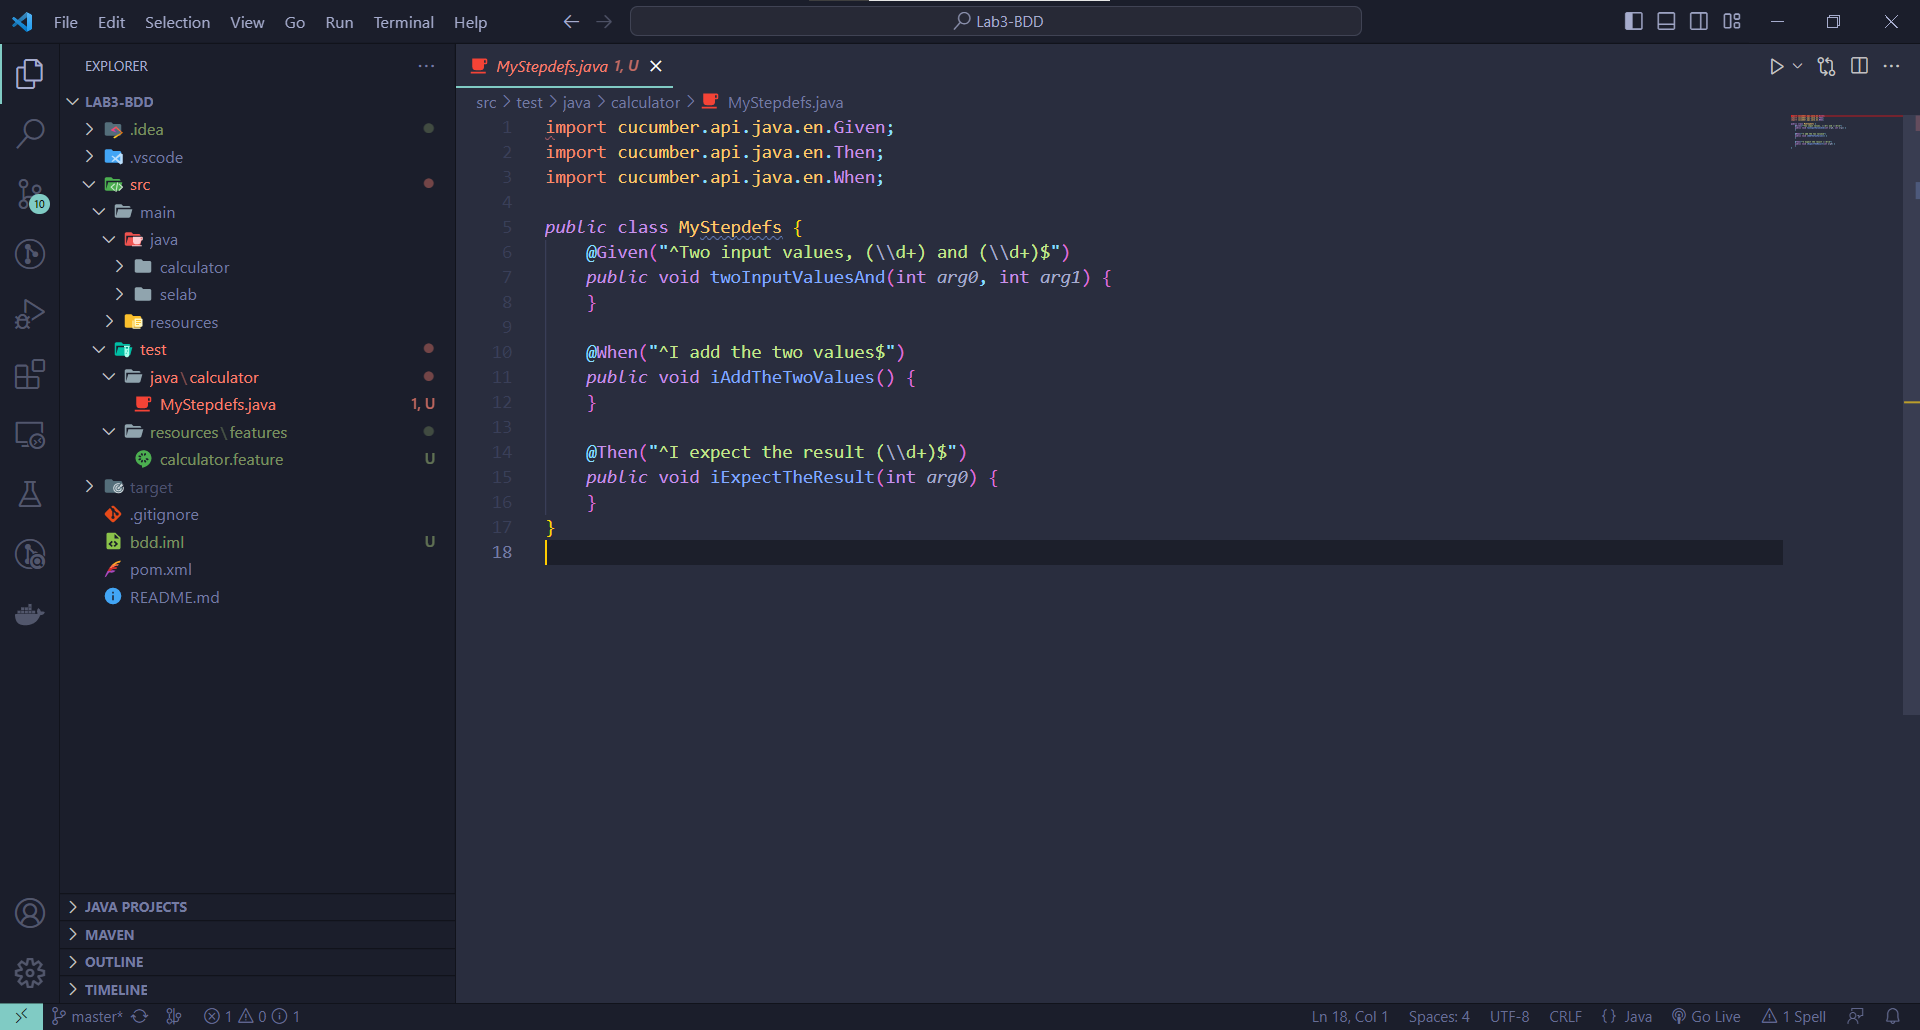 File Edit Selection View Go Run Terminal Help
Lab3-BDD
EXPLORER
LAB3-BDD
.idea
.vscode
src
main
java
calculator
selab
resources
test
java\calculator
MyStepdefs.java 1, U
resources\features
calculator.feature U
target
.gitignore
bdd.iml U
pom.xml
README.md
JAVA PROJECTS
MAVEN
OUTLINE
TIMELINE
10
MyStepdefs.java 1, U
src > test > java > calculator > MyStepdefs.java
1 import cucumber.api.java.en.Given;
2 import cucumber.api.java.en.Then;
3 import cucumber.api.java.en.When;
4
5 public class MyStepdefs {
6 @Given("^Two input values, (\\d+) and (\\d+)$")
7 public void twoInputValuesAnd(int arg0, int arg1) {
8 }
9
10 @When("^I add the two values$")
11 public void iAddTheTwoValues() {
12 }
13
14 @Then("^I expect the result (\\d+)$")
15 public void iExpectTheResult(int arg0) {
16 }
17 }
18
master* 1 0 1
Ln 18, Col 1 Spaces: 4 UTF-8 CRLF {} Java Go Live 1 Spell